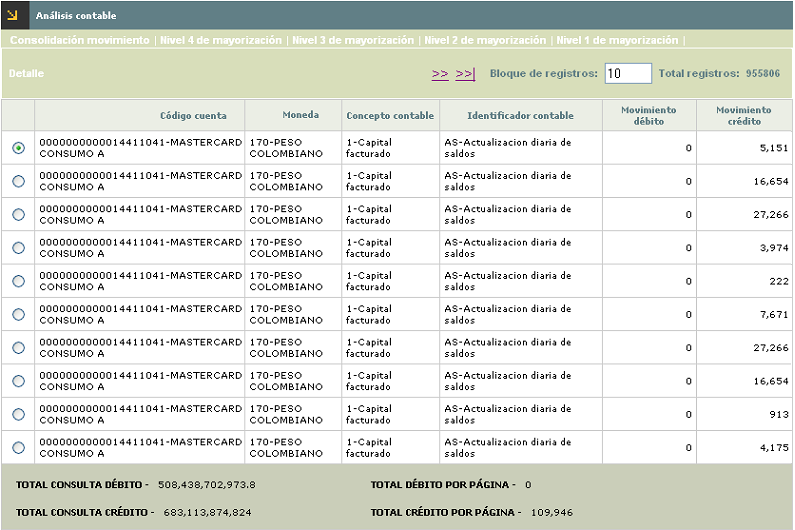 Análisis contable
Consolidación movimiento | Nivel 4 de mayorización | Nivel 3 de mayorización | Nivel 2 de mayorización | Nivel 1 de mayorización |
Detalle >> >>| Bloque de registros: 10 Total registros: 955806
Código cuenta Moneda Concepto contable Identificador contable Movimiento débito Movimiento crédito
0000000000014411041-MASTERCARD CONSUMO A 170-PESO COLOMBIANO 1-Capital facturado AS-Actualizacion diaria de saldos 0 5,151
0000000000014411041-MASTERCARD CONSUMO A 170-PESO COLOMBIANO 1-Capital facturado AS-Actualizacion diaria de saldos 0 16,654
0000000000014411041-MASTERCARD CONSUMO A 170-PESO COLOMBIANO 1-Capital facturado AS-Actualizacion diaria de saldos 0 27,266
0000000000014411041-MASTERCARD CONSUMO A 170-PESO COLOMBIANO 1-Capital facturado AS-Actualizacion diaria de saldos 0 3,974
0000000000014411041-MASTERCARD CONSUMO A 170-PESO COLOMBIANO 1-Capital facturado AS-Actualizacion diaria de saldos 0 222
0000000000014411041-MASTERCARD CONSUMO A 170-PESO COLOMBIANO 1-Capital facturado AS-Actualizacion diaria de saldos 0 7,671
0000000000014411041-MASTERCARD CONSUMO A 170-PESO COLOMBIANO 1-Capital facturado AS-Actualizacion diaria de saldos 0 27,266
0000000000014411041-MASTERCARD CONSUMO A 170-PESO COLOMBIANO 1-Capital facturado AS-Actualizacion diaria de saldos 0 16,654
0000000000014411041-MASTERCARD CONSUMO A 170-PESO COLOMBIANO 1-Capital facturado AS-Actualizacion diaria de saldos 0 913
0000000000014411041-MASTERCARD CONSUMO A 170-PESO COLOMBIANO 1-Capital facturado AS-Actualizacion diaria de saldos 0 4,175
TOTAL CONSULTA DÉBITO - 508,438,702,973.8 TOTAL DÉBITO POR PÁGINA - 0
TOTAL CONSULTA CRÉDITO - 683,113,874,824 TOTAL CRÉDITO POR PÁGINA - 109,946